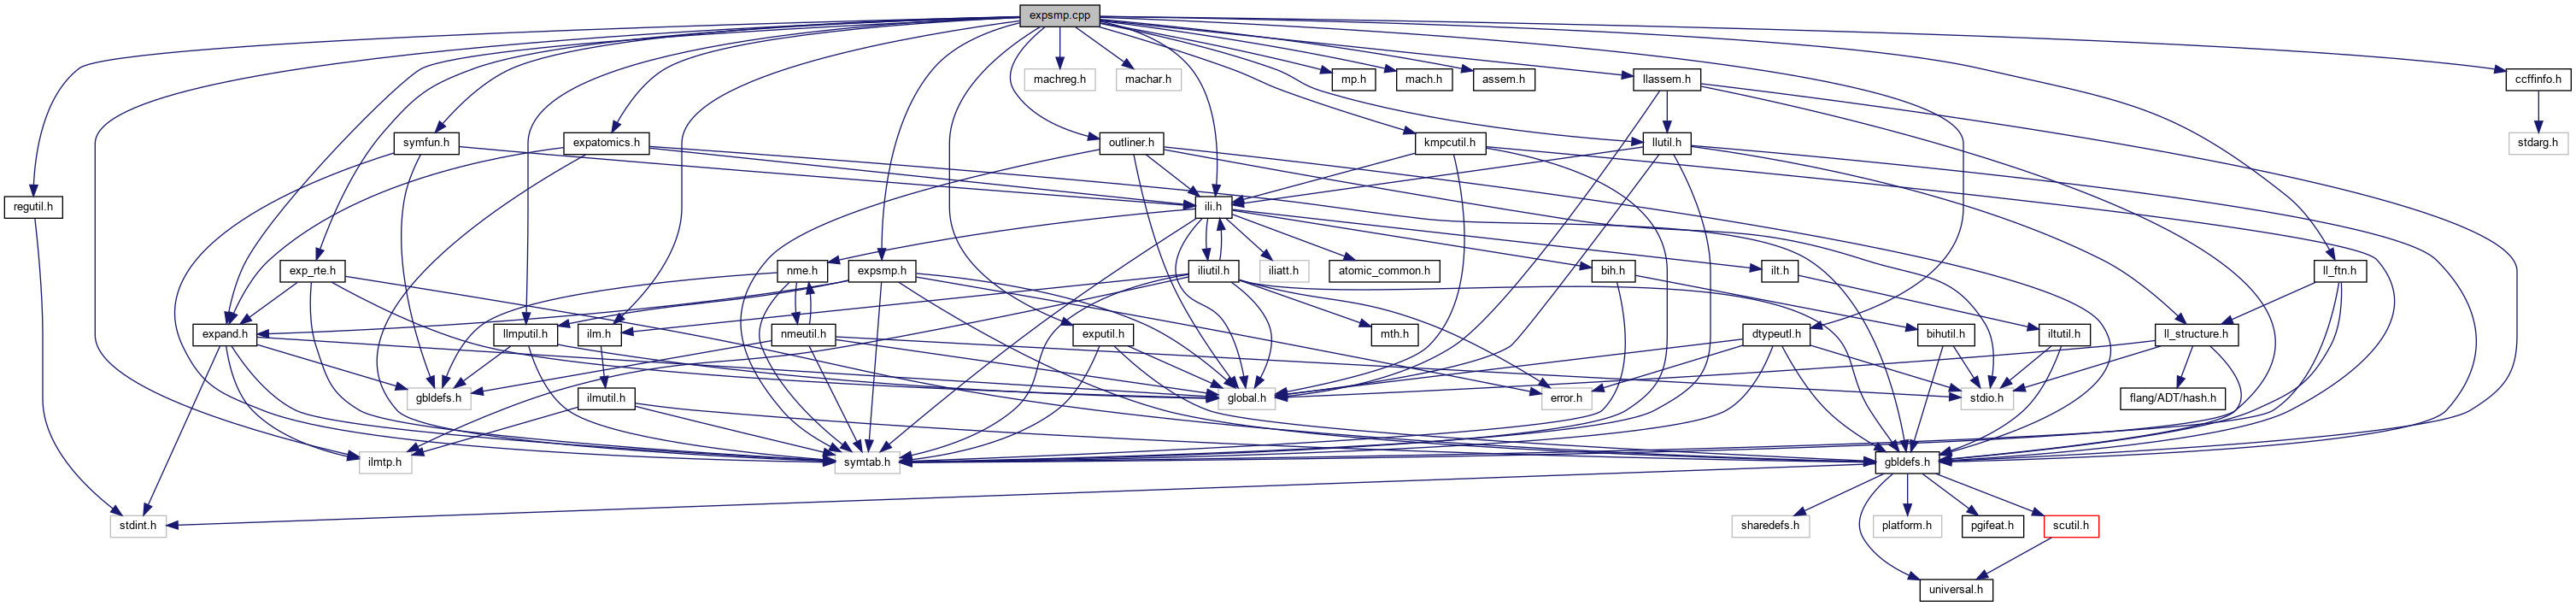 expsmp.cpp
machreg.h
machar.h
mp.h
mach.h
assem.h
llassem.h
ccffinfo.h
symfun.h
expatomics.h
outliner.h
kmpcutil.h
llutil.h
stdarg.h
regutil.h
ili.h
exp_rte.h
nme.h
expsmp.h
iliutil.h
iliatt.h
atomic_common.h
bih.h
ilt.h
ll_ftn.h
expand.h
llmputil.h
ilm.h
nmeutil.h
exputil.h
mth.h
dtypeutl.h
bihutil.h
iltutil.h
ll_structure.h
gbldefs.h
ilmutil.h
global.h
error.h
stdio.h
flang/ADT/hash.h
ilmtp.h
symtab.h
gbldefs.h
stdint.h
sharedefs.h
platform.h
pgifeat.h
scutil.h
universal.h